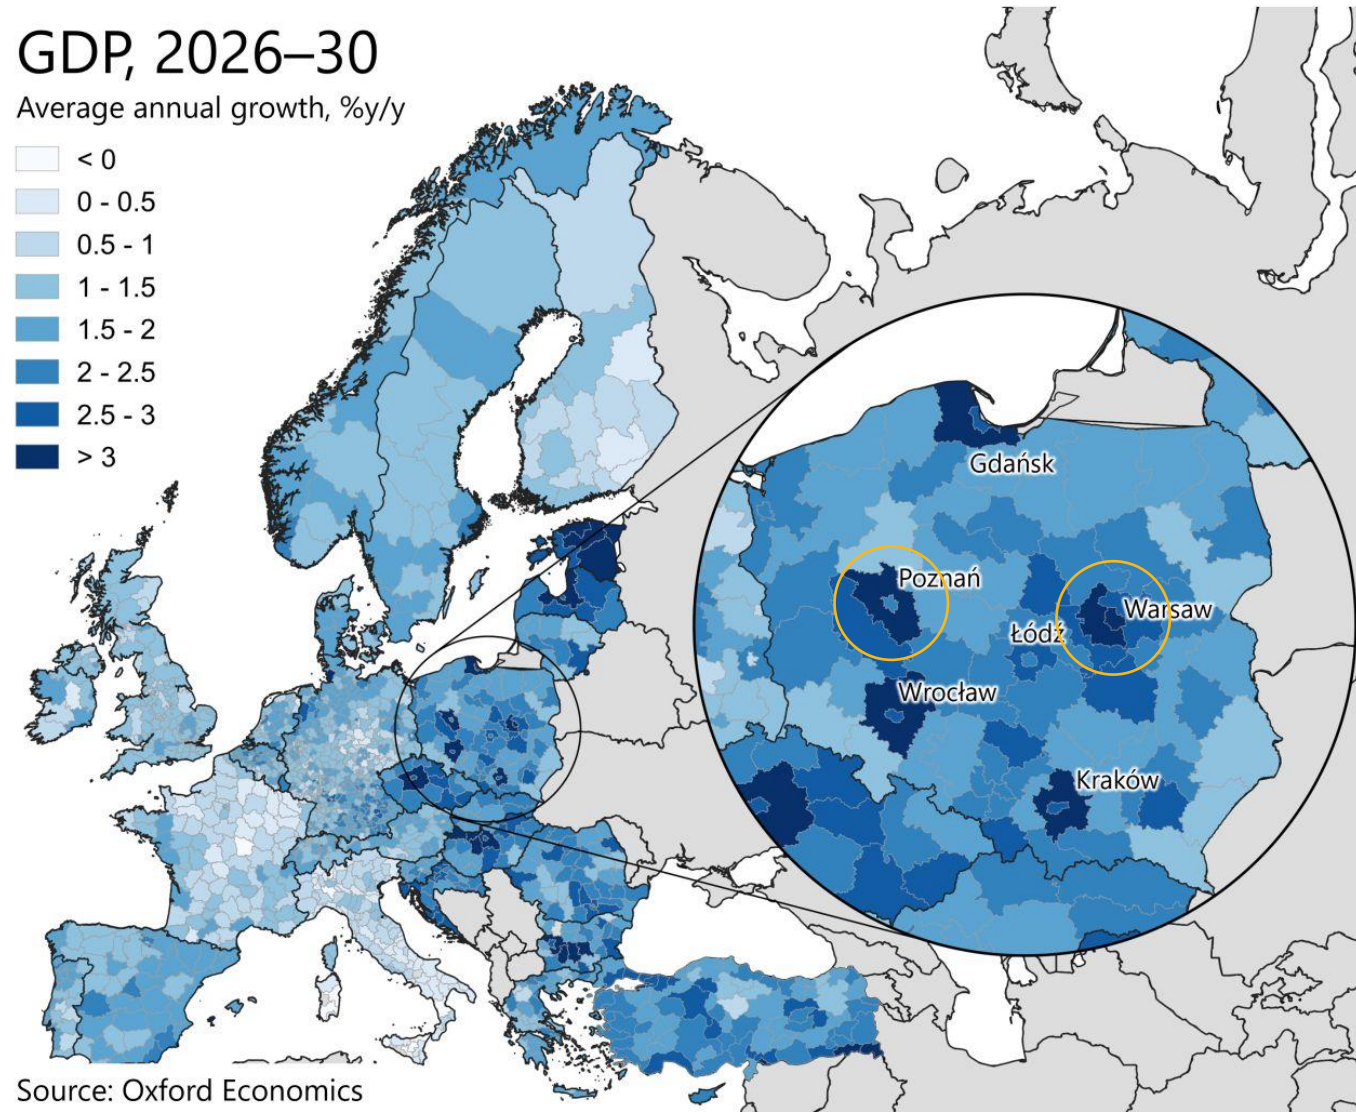 GDP, 2026–30
Average annual growth, %y/y
< 0
0 - 0.5
0.5 - 1
1 - 1.5
1.5 - 2
2 - 2.5
2.5 - 3
> 3
Gdańsk
Poznań
Warsaw
Łódź
Wrocław
Kraków
Source: Oxford Economics